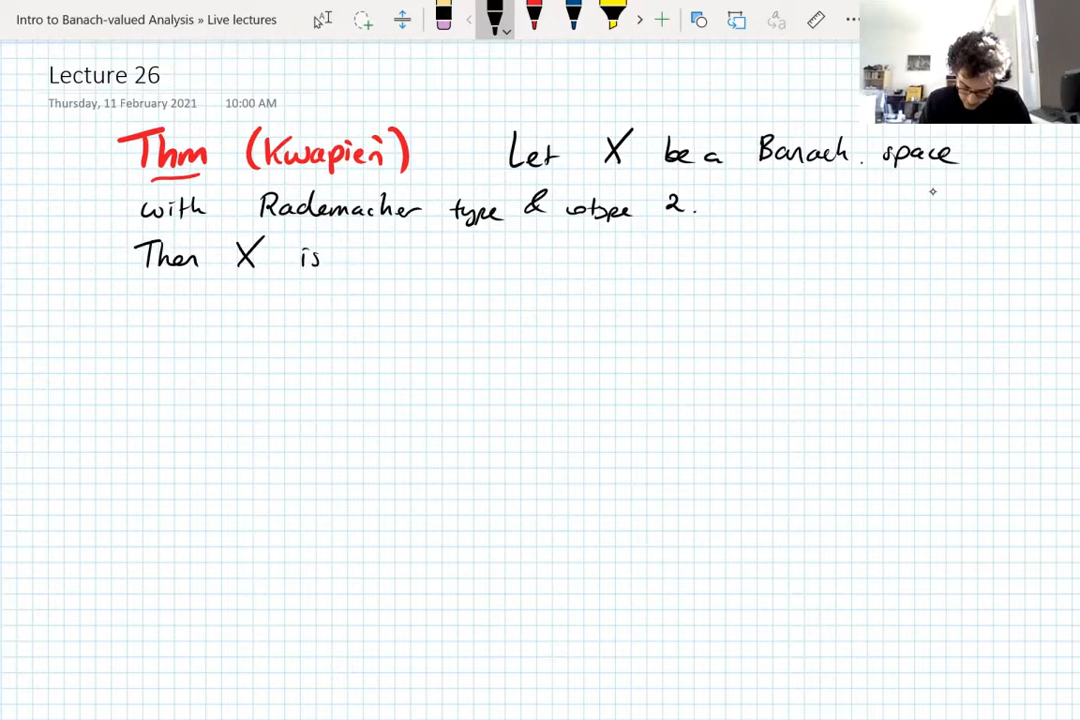 Intro to Banach-valued Analysis » Live lectures
Lecture 26
Thursday, 11 February 2021 10:00 AM
Thm (Kwapień) Let X be a Banach space
with Rademacher type & cotype 2.
Then X is